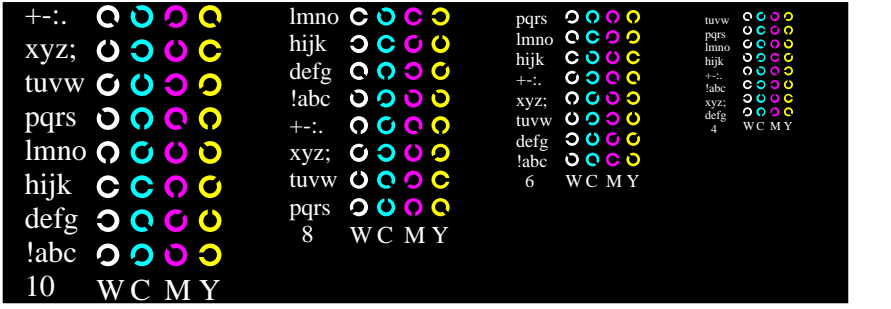 +-:.
xyz;
tuvw
pqrs
lmno
hijk
defg
!abc
10 W C M Y
lmno
hijk
defg
!abc
+-:.
xyz;
tuvw
pqrs
8 W C M Y
pqrs
lmno
hijk
+-:.
xyz;
tuvw
defg
!abc
6 W C M Y
tuvw
pqrs
lmno
hijk
+-:.
!abc
xyz;
defg
4 W C M Y